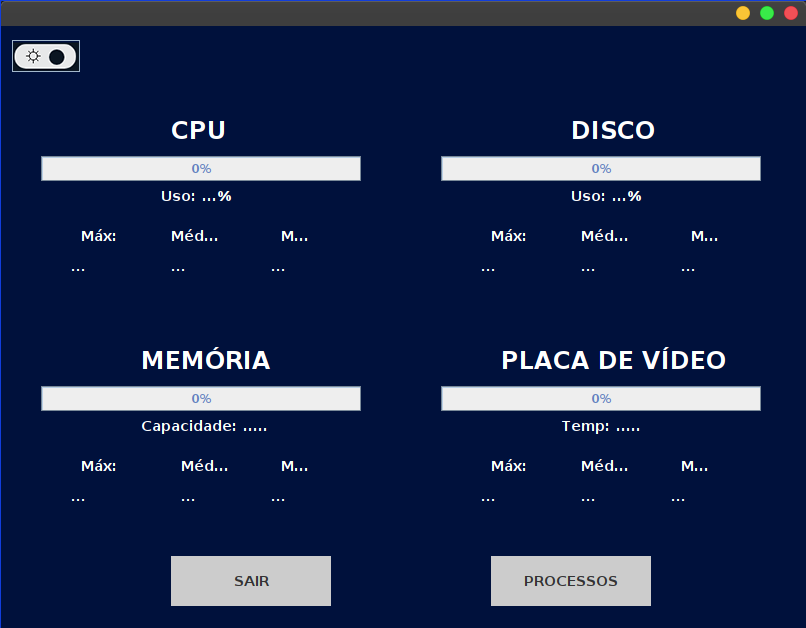 CPU
0%
Uso: ...%
Máx: Méd... M...
... ... ...
DISCO
0%
Uso: ...%
Máx: Méd... M...
... ... ...
MEMÓRIA
0%
Capacidade: .....
Máx: Méd... M...
... ... ...
PLACA DE VÍDEO
0%
Temp: .....
Máx: Méd... M...
... ... ...
SAIR
PROCESSOS